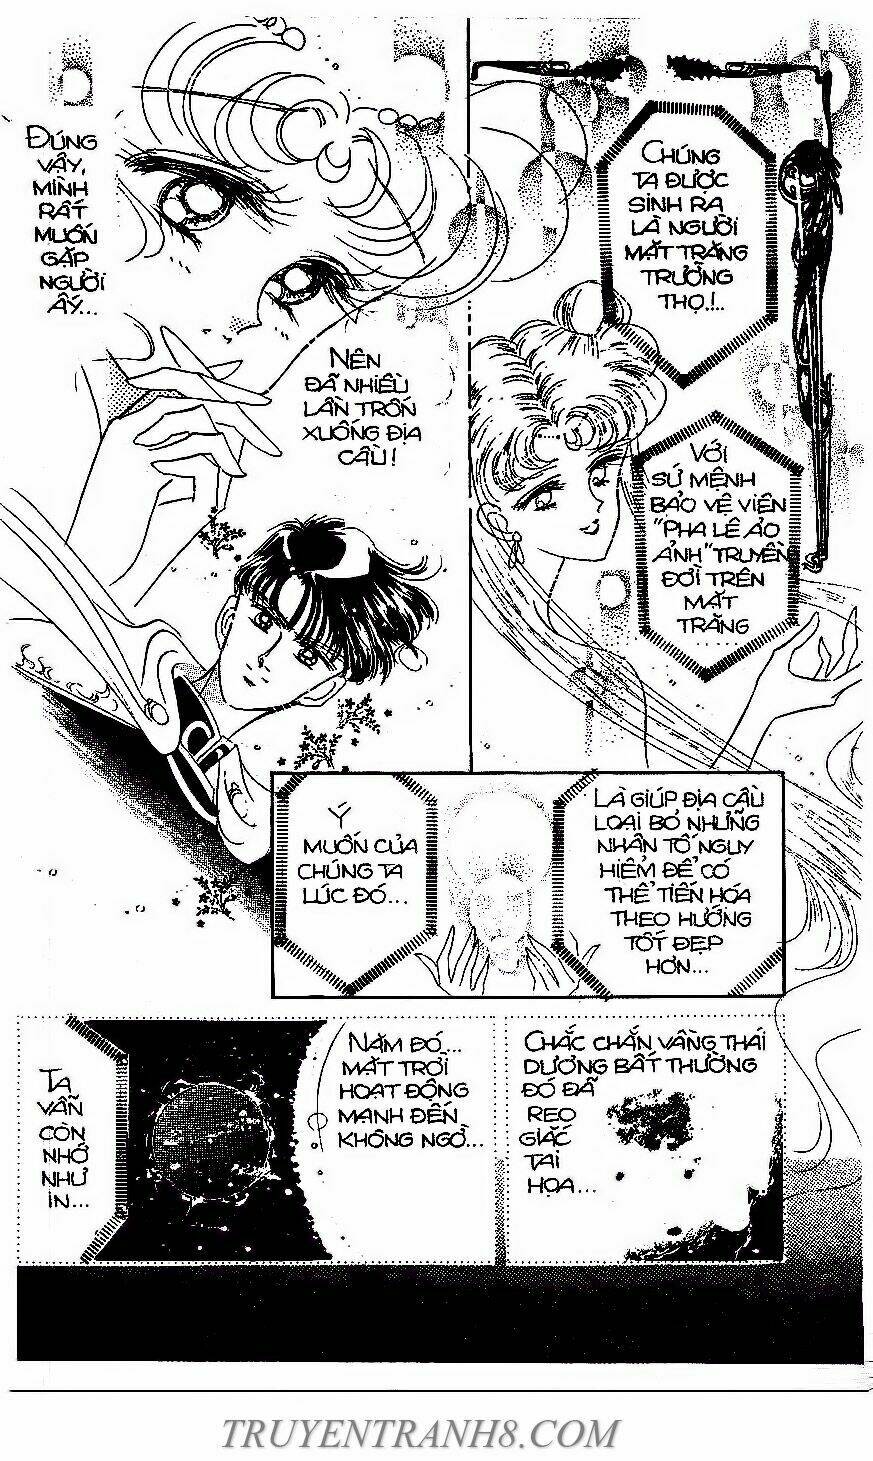 ĐÚNG
VẬY,
MÌNH
RẤT
MUỐN
GẶP
NGƯỜI
ẤY...
NÊN
ĐÃ NHIỀU
LẦN TRỐN
XUỐNG ĐỊA
CẦU!
CHÚNG
TA ĐƯỢC
SINH RA
LÀ NGƯỜI
MẶT TRĂNG
TRƯỜNG
THỌ.!..
VỚI
SỨ MỆNH
BẢO VỆ VIÊN
"PHA LÊ ẢO
ẢNH" TRUYỀN
ĐỜI TRÊN
MẶT
TRĂNG
Ý
MUỐN CỦA
CHÚNG TA
LÚC ĐÓ...
LÀ GIÚP ĐỊA CẦU
LOẠI BỎ NHỮNG
NHÂN TỐ NGUY
HIỂM ĐỂ CÓ
THỂ TIẾN HÓA
THEO HƯỚNG
TỐT ĐẸP
HƠN...
TA
VẪN
CÒN
NHỚ
NHƯ
IN...
NĂM ĐÓ...
MẶT TRỜI
HOẠT ĐỘNG
MẠNH ĐẾN
KHÔNG NGỜ...
CHẮC CHẮN VẦNG THÁI
DƯƠNG BẤT THƯỜNG
ĐÓ ĐÃ
REO
GIẮC
TAI
HỌA...
TRUYENTRANH8.COM